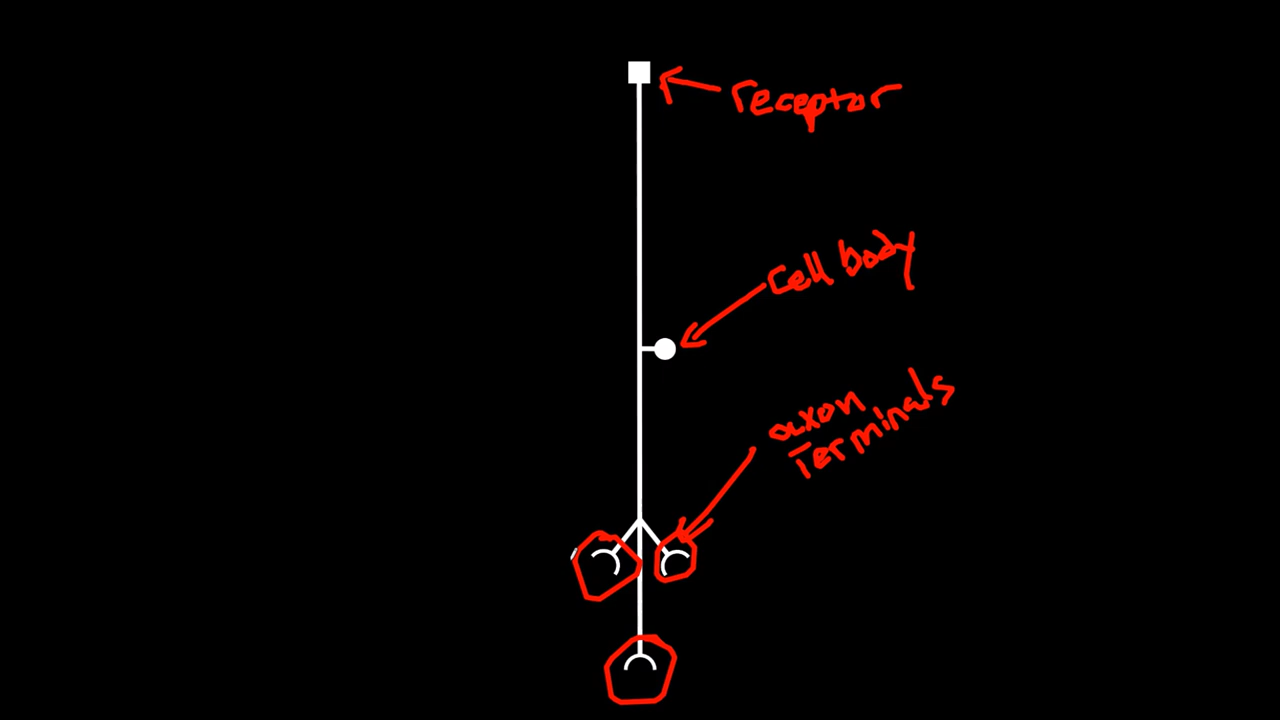 receptor
cell body
axon
Terminals